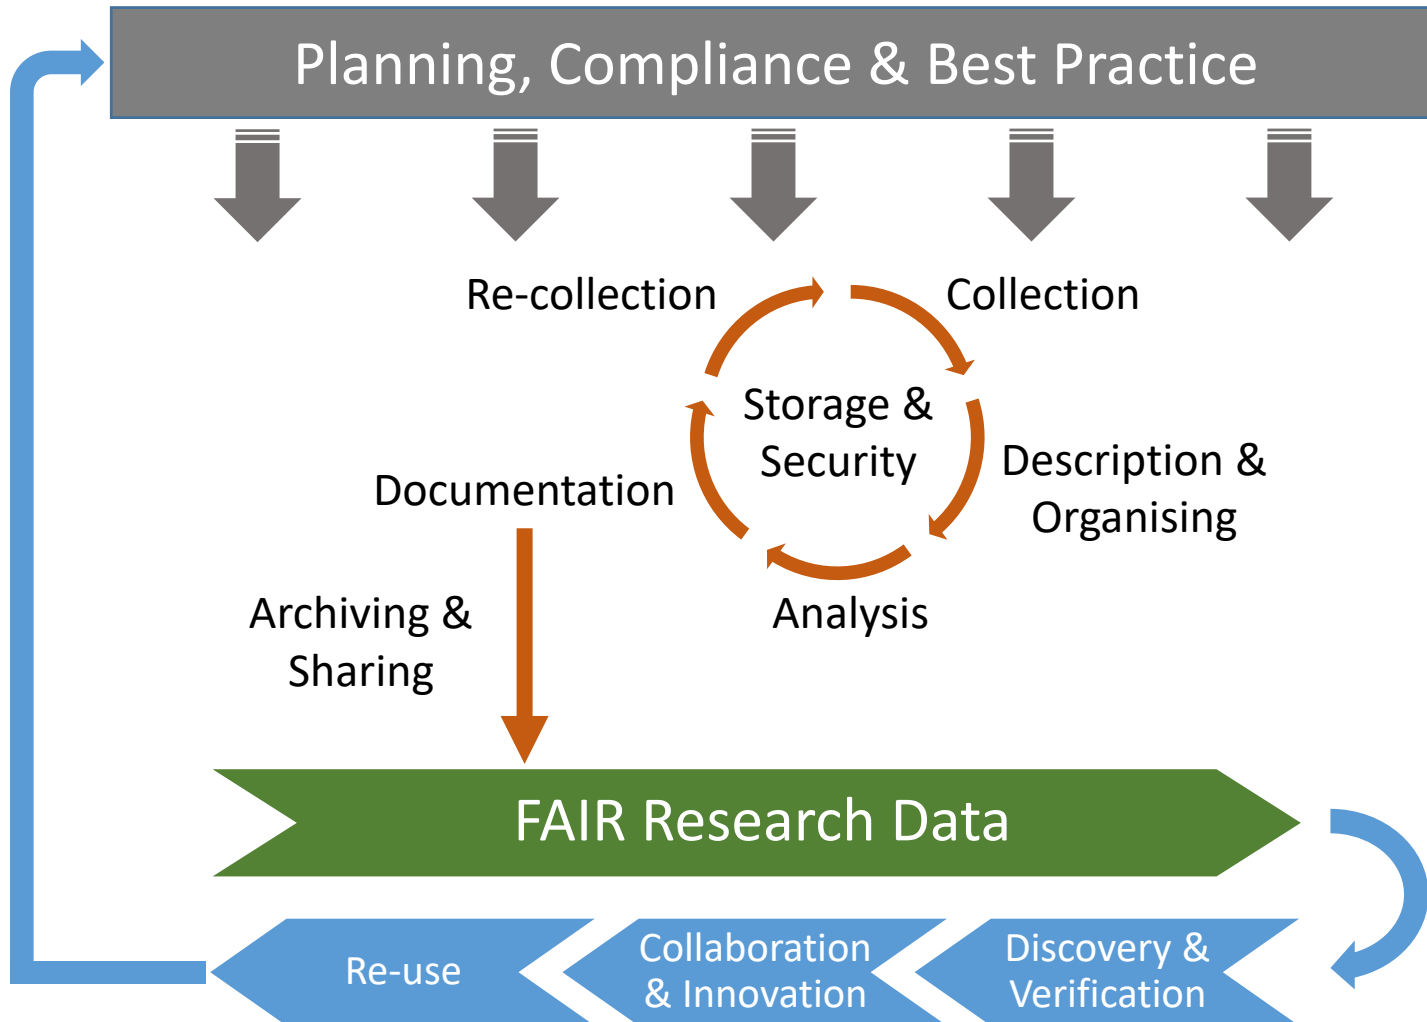 Planning, Compliance & Best Practice
Re-collection
Collection
Storage &
Security
Description &
Organising
Documentation
Analysis
Archiving &
Sharing
FAIR Research Data
Re-use
Collaboration
& Innovation
Discovery &
Verification